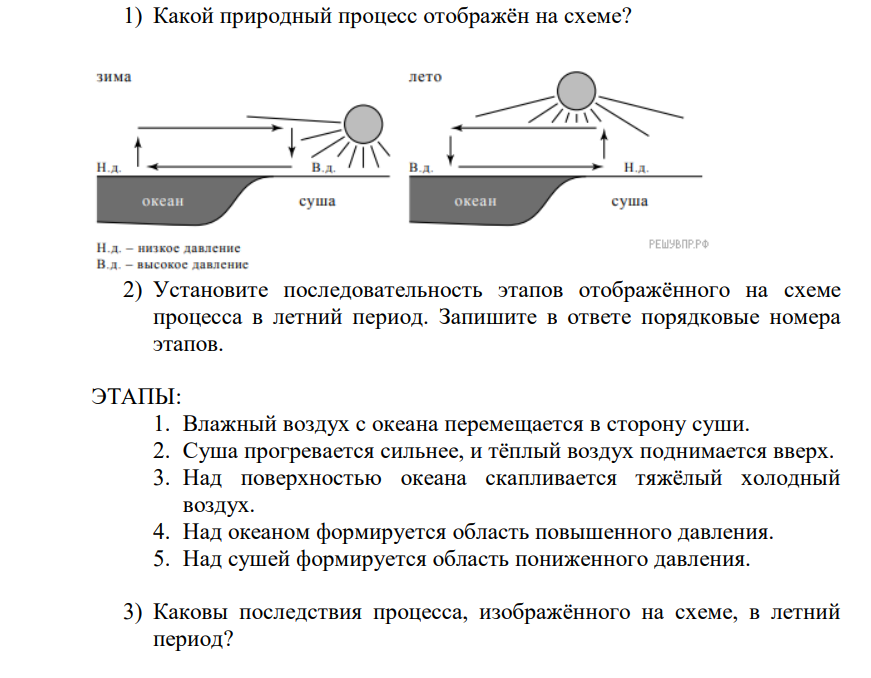 1) Какой природный процесс отображён на схеме?
зима
лето
Н.д.
В.д.
В.д.
Н.д.
океан
суша
океан
суша
РЕШУВПР.РФ
Н.д. – низкое давление
В.д. – высокое давление
2) Установите последовательность этапов отображённого на схеме
процесса в летний период. Запишите в ответе порядковые номера
этапов.
ЭТАПЫ:
1. Влажный воздух с океана перемещается в сторону суши.
2. Суша прогревается сильнее, и тёплый воздух поднимается вверх.
3. Над поверхностью океана скапливается тяжёлый холодный
воздух.
4. Над океаном формируется область повышенного давления.
5. Над сушей формируется область пониженного давления.
3) Каковы последствия процесса, изображённого на схеме, в летний
период?